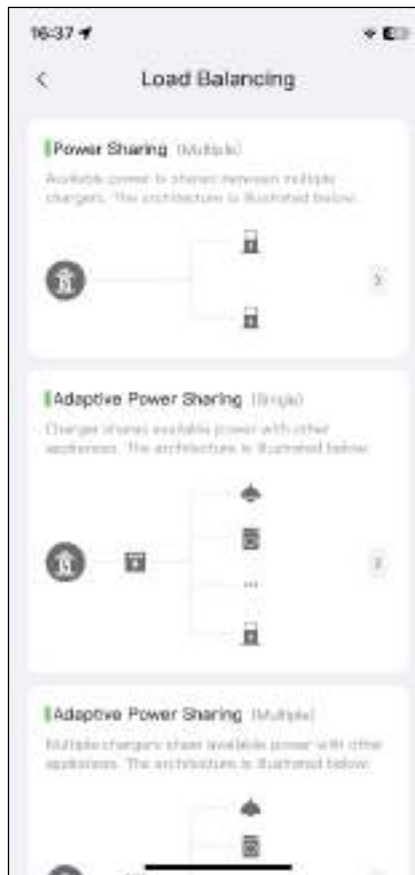 16:37
Load Balancing
Power Sharing (Multiple)
Available power is shared between multiple
chargers. The architecture is illustrated below.
Adaptive Power Sharing (Single)
Charger shares available power with other
appliances. The architecture is illustrated below.
...
Adaptive Power Sharing (Multiple)
Multiple chargers share available power with other
appliances. The architecture is illustrated below.